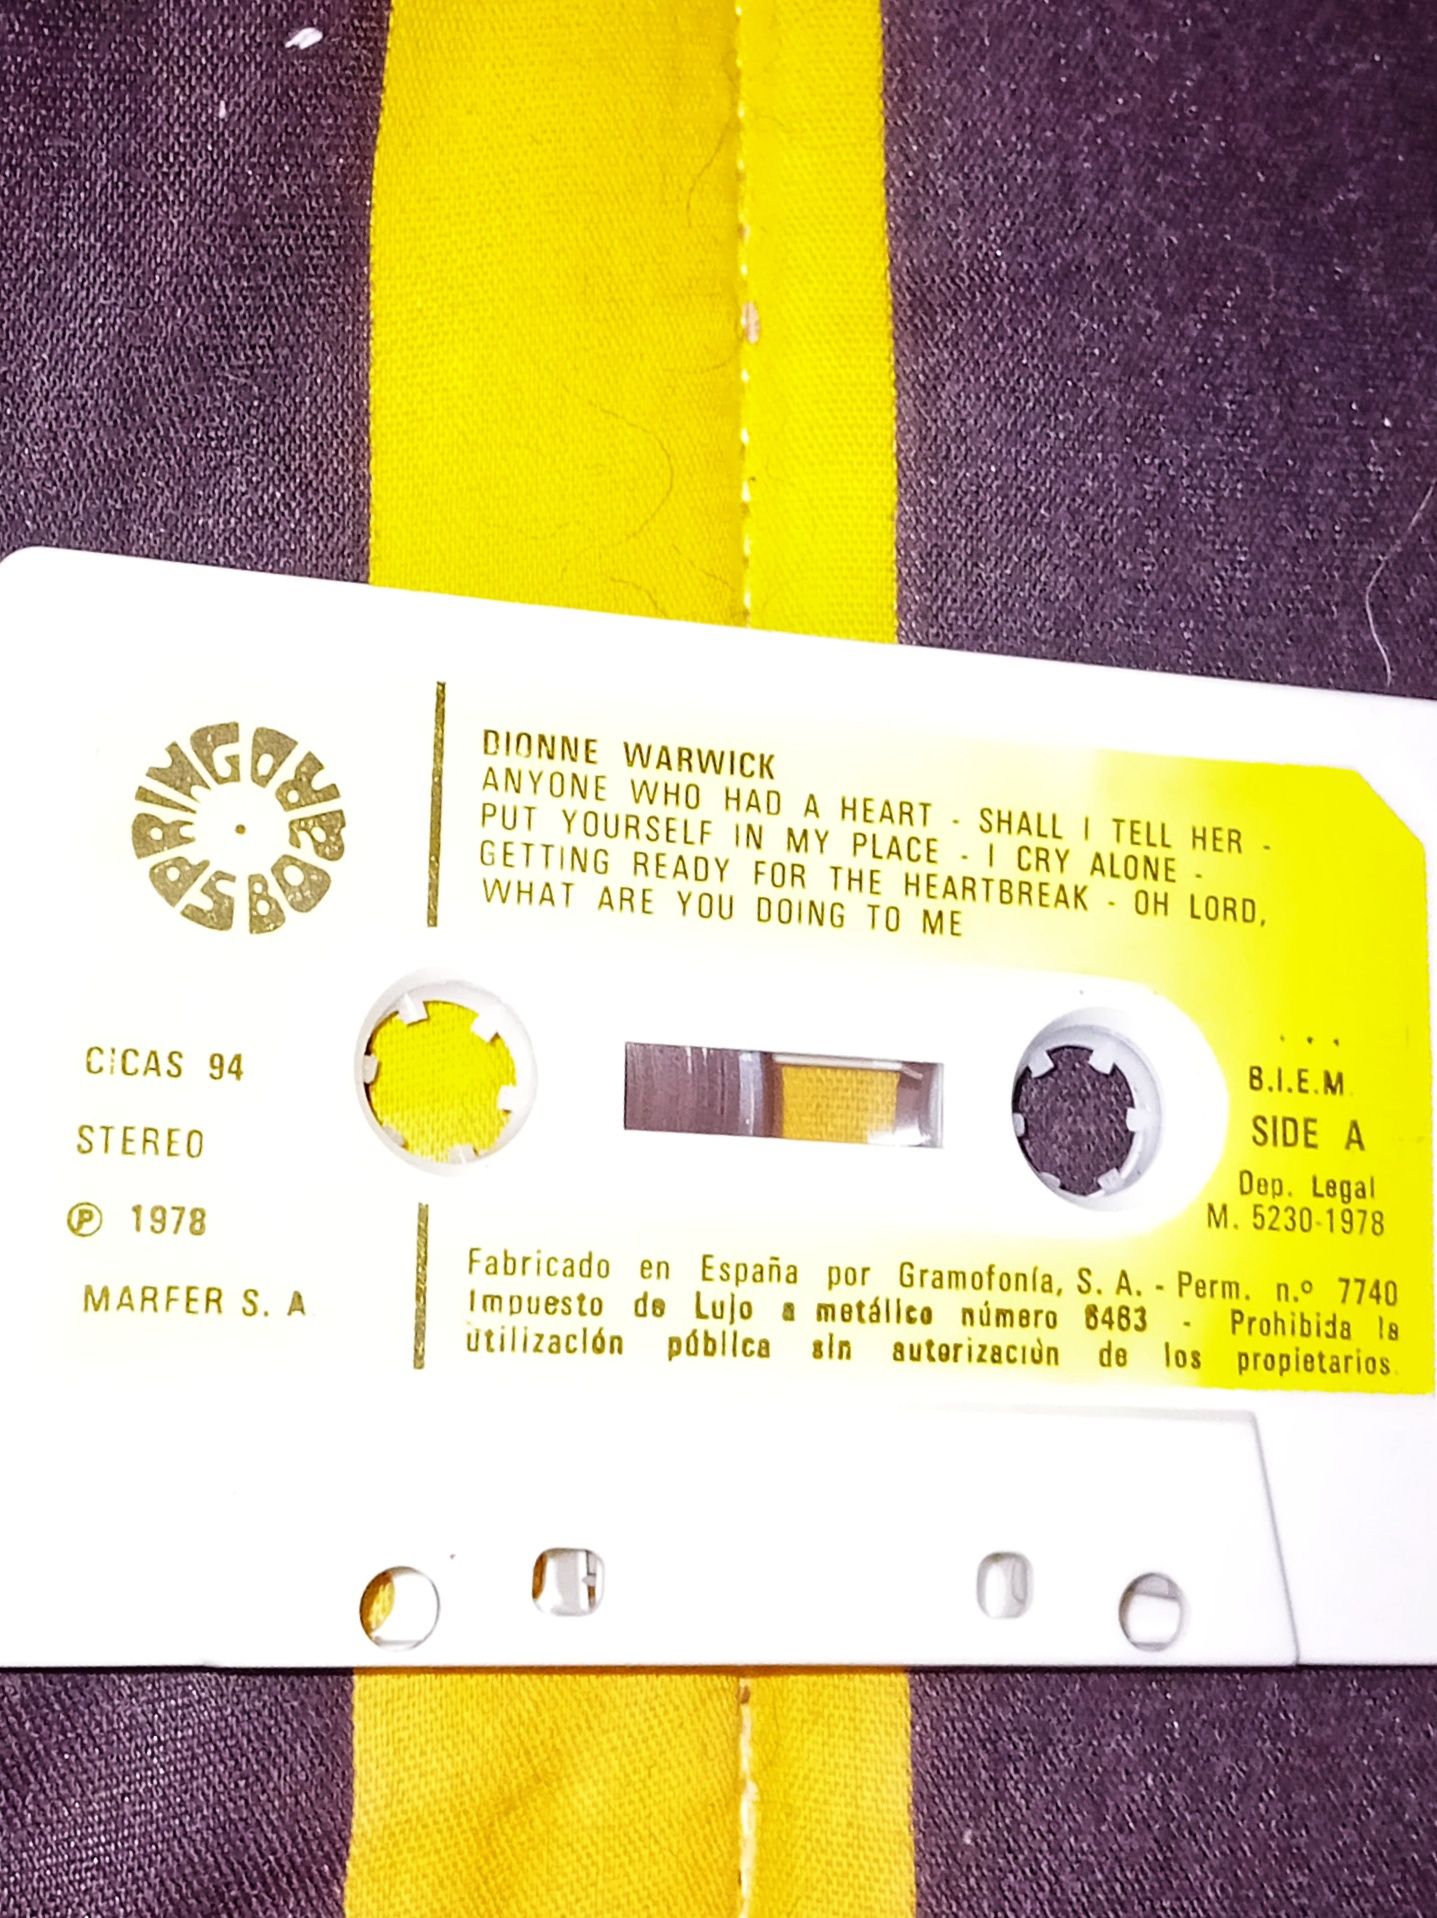 SPRINGORPBOB
DIONNE WARWICK
ANYONE WHO HAD A HEART - SHALL I TELL HER -
PUT YOURSELF IN MY PLACE - I CRY ALONE -
GETTING READY FOR THE HEARTBREAK - OH LORD,
WHAT ARE YOU DOING TO ME
CICAS 94
STEREO
Ⓟ 1978
MARFER S. A.
B.I.E.M.
SIDE A
Dep. Legal
M. 5230-1978
Fabricado en España por Gramofonía, S. A. - Perm. n.º 7740
Impuesto de Lujo a metálico número 6463 - Prohibida la
utilización pública sin autorización de los propietarios.